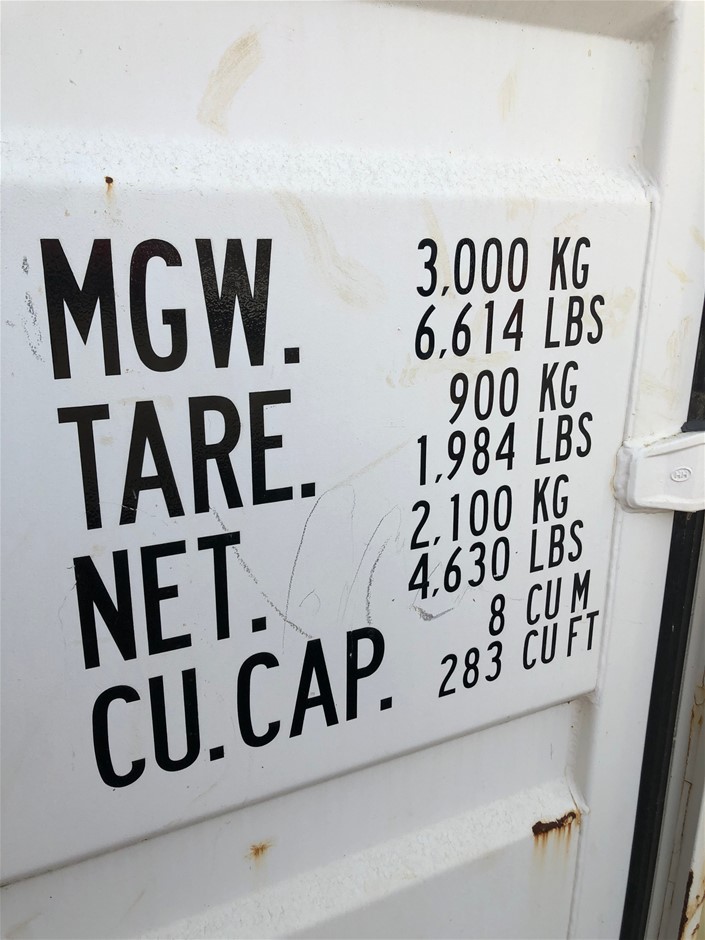 MGW. 3,000 KG
6,614 LBS
TARE. 900 KG
1,984 LBS
NET. 2,100 KG
4,630 LBS
CU.CAP. 8 CU M
283 CU FT